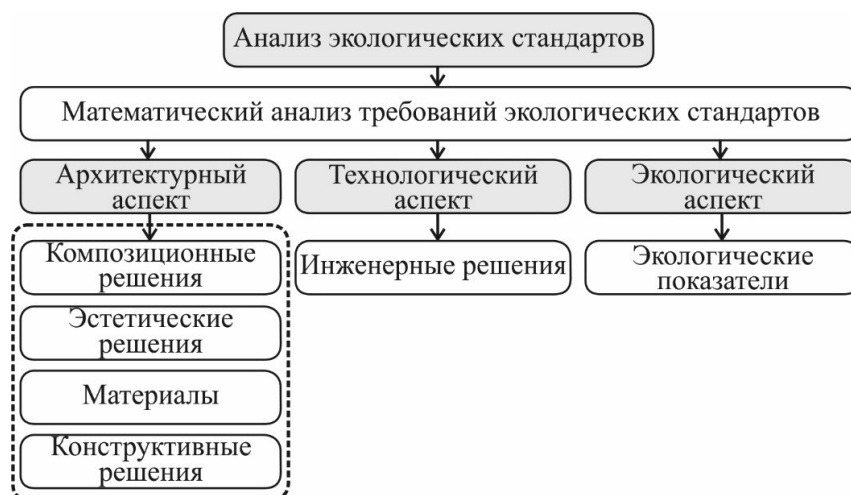 Анализ экологических стандартов
Математический анализ требований экологических стандартов
Архитектурный
аспект
Технологический
аспект
Экологический
аспект
Композиционные
решения
Инженерные решения
Экологические
показатели
Эстетические
решения
Материалы
Конструктивные
решения